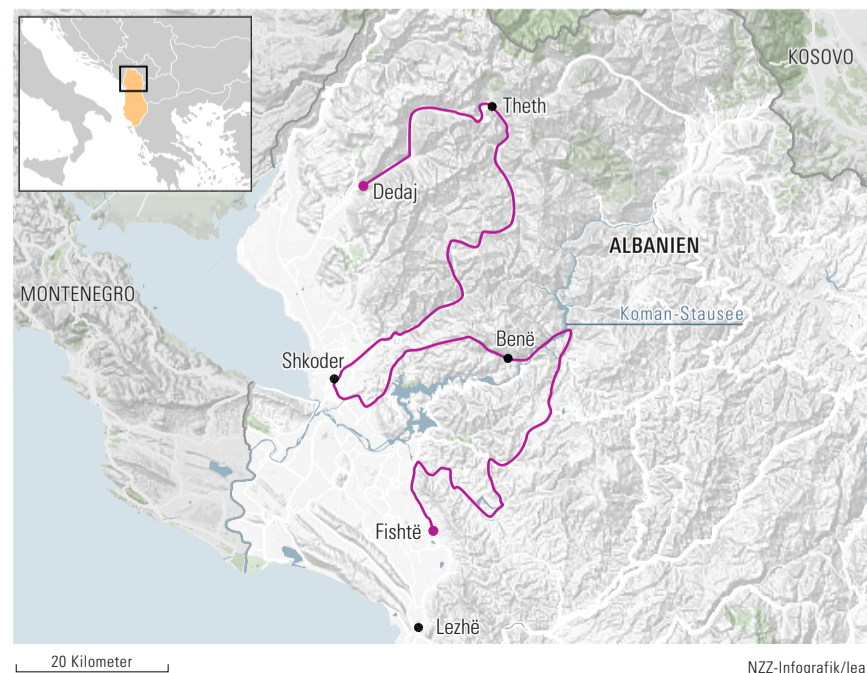 KOSOVO
Theth
Dedaj
ALBANIEN
MONTENEGRO
Koman-Stausee
Benë
Shkoder
Fishtë
Lezhë
20 Kilometer
NZZ-Infografik/lea